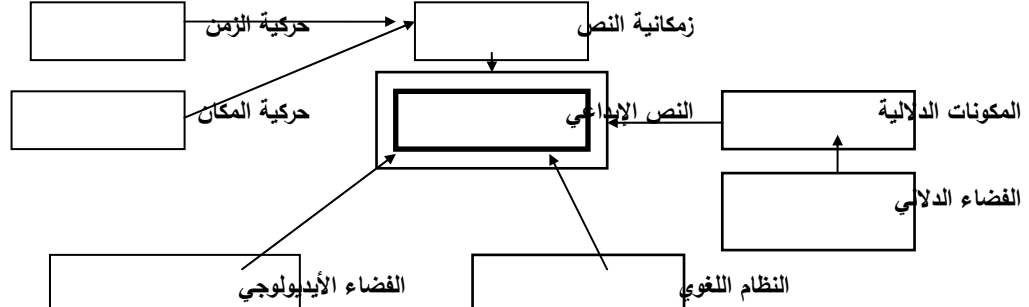 زمكانية النص
حركية الزمن
المكونات الدلالية
النص الإبداعي
حركية المكان
الفضاء الدلالي
النظام اللغوي
الفضاء الأيديولوجي